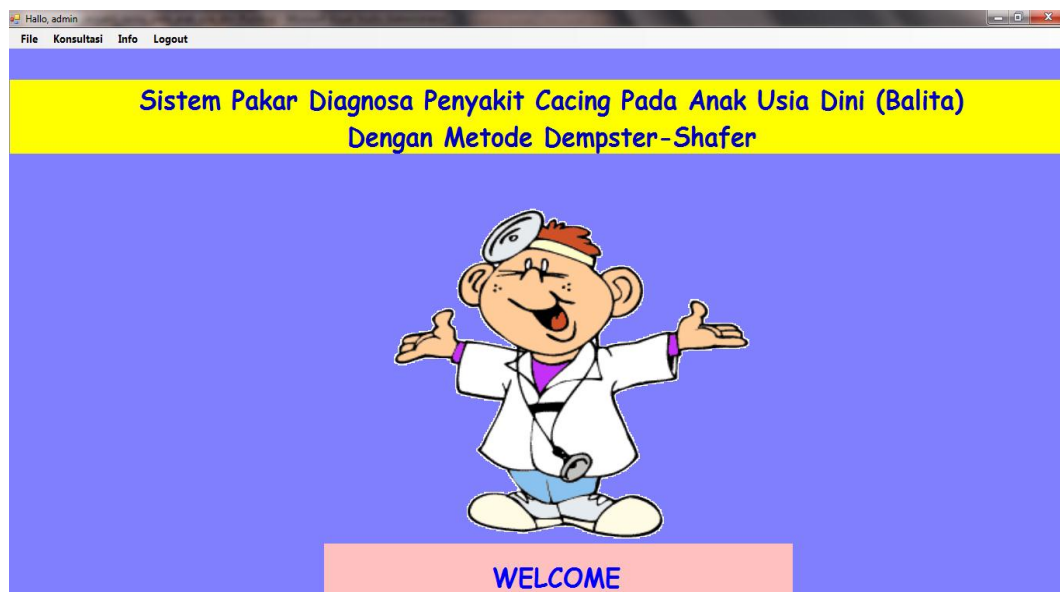 Hallo, admin
File Konsultasi Info Logout
Sistem Pakar Diagnosa Penyakit Cacing Pada Anak Usia Dini (Balita)
Dengan Metode Dempster-Shafer
WELCOME